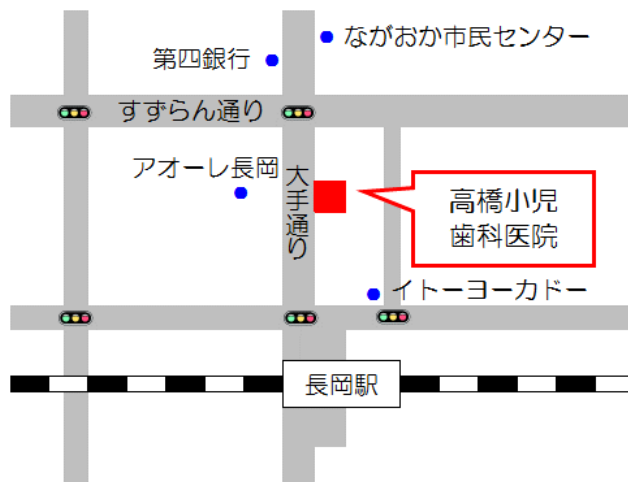 ながおか市民センター
第四銀行
すずらん通り
アオーレ長岡
大手通り
高橋小児
歯科医院
イトーヨーカドー
長岡駅